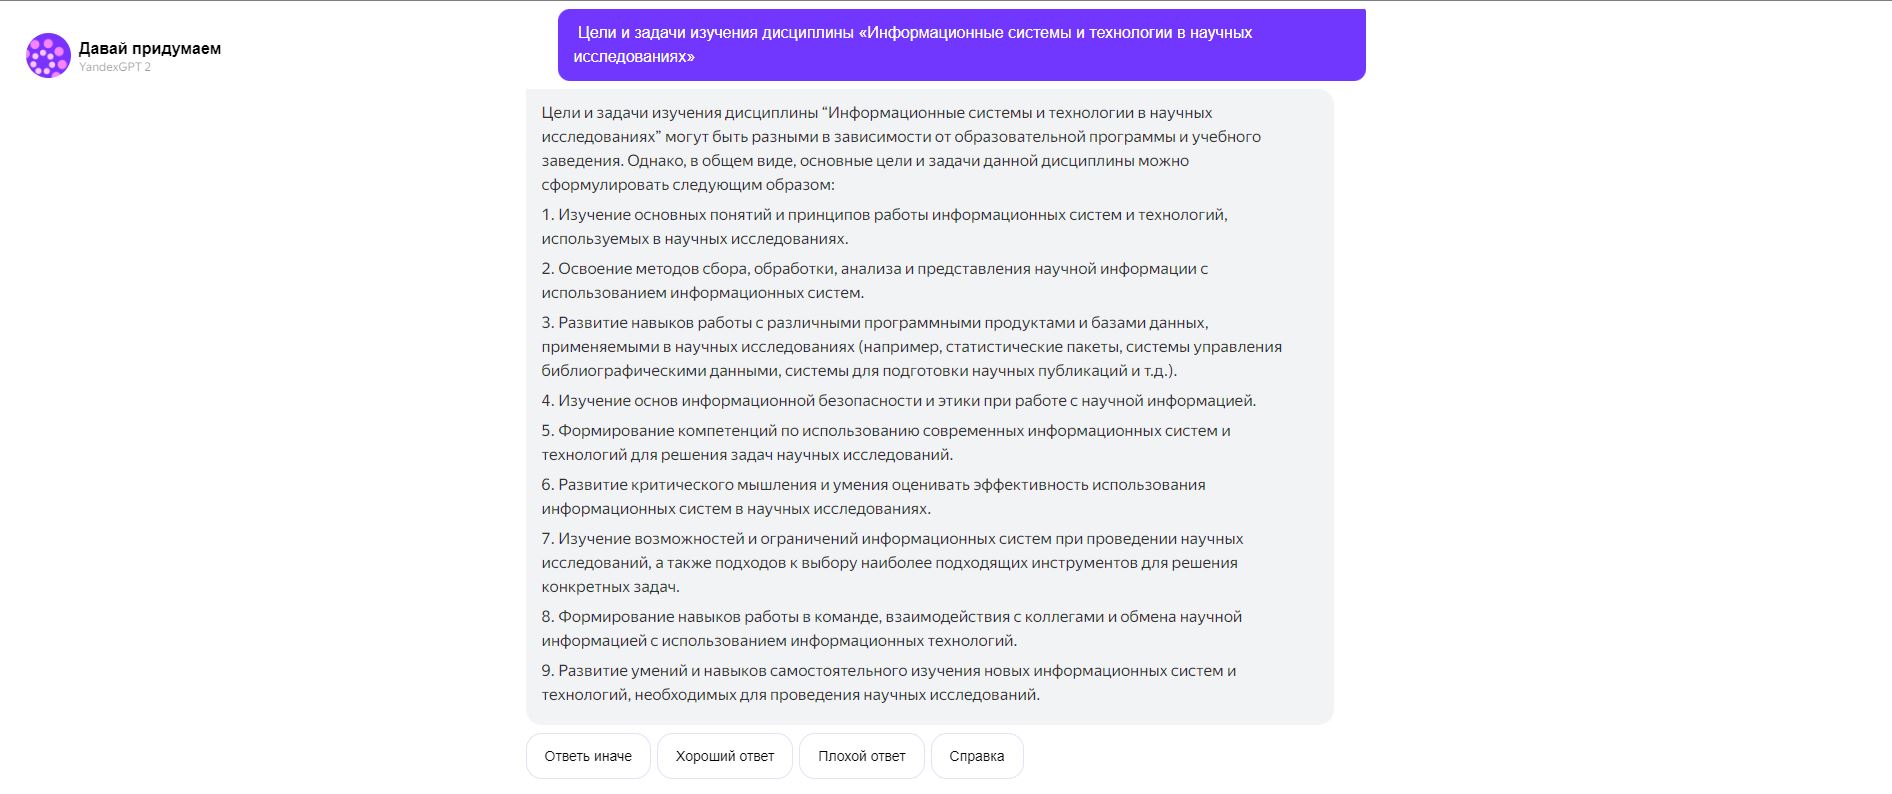 Давай придумаем
YandexGPT 2
Цели и задачи изучения дисциплины «Информационные системы и технологии в научных
исследованиях»
Цели и задачи изучения дисциплины “Информационные системы и технологии в научных
исследованиях” могут быть разными в зависимости от образовательной программы и учебного
заведения. Однако, в общем виде, основные цели и задачи данной дисциплины можно
сформулировать следующим образом:
1. Изучение основных понятий и принципов работы информационных систем и технологий,
используемых в научных исследованиях.
2. Освоение методов сбора, обработки, анализа и представления научной информации с
использованием информационных систем.
3. Развитие навыков работы с различными программными продуктами и базами данных,
применяемыми в научных исследованиях (например, статистические пакеты, системы управления
библиографическими данными, системы для подготовки научных публикаций и т.д.).
4. Изучение основ информационной безопасности и этики при работе с научной информацией.
5. Формирование компетенций по использованию современных информационных систем и
технологий для решения задач научных исследований.
6. Развитие критического мышления и умения оценивать эффективность использования
информационных систем в научных исследованиях.
7. Изучение возможностей и ограничений информационных систем при проведении научных
исследований, а также подходов к выбору наиболее подходящих инструментов для решения
конкретных задач.
8. Формирование навыков работы в команде, взаимодействия с коллегами и обмена научной
информацией с использованием информационных технологий.
9. Развитие умений и навыков самостоятельного изучения новых информационных систем и
технологий, необходимых для проведения научных исследований.
Ответь иначе
Хороший ответ
Плохой ответ
Справка